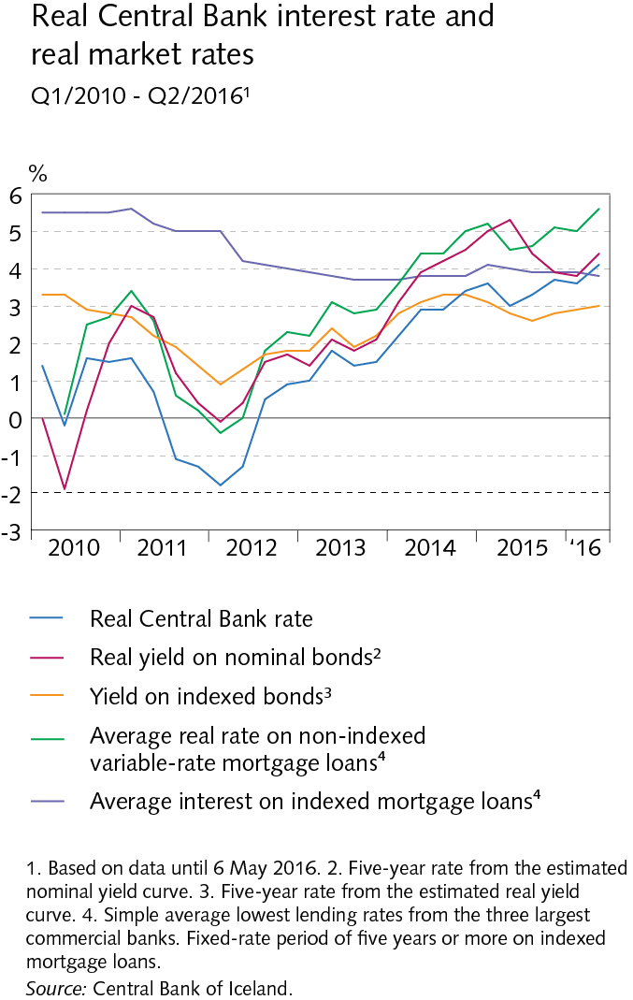 Real Central Bank interest rate and
real market rates
Q1/2010 - Q2/2016¹
%
6
5
4
3
2
1
0
-1
-2
-3
2010 2011 2012 2013 2014 2015 '16
Real Central Bank rate
Real yield on nominal bonds²
Yield on indexed bonds³
Average real rate on non-indexed
variable-rate mortgage loans⁴
Average interest on indexed mortgage loans⁴
1. Based on data until 6 May 2016. 2. Five-year rate from the estimated
nominal yield curve. 3. Five-year rate from the estimated real yield
curve. 4. Simple average lowest lending rates from the three largest
commercial banks. Fixed-rate period of five years or more on indexed
mortgage loans.
Source: Central Bank of Iceland.